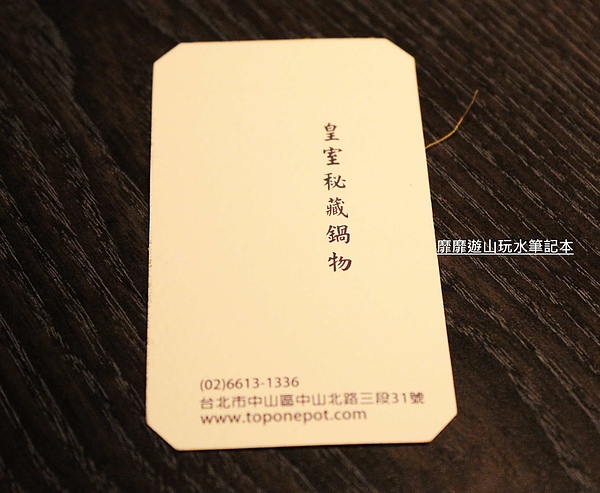 皇室秘藏鍋物
靡靡遊山玩水筆記本
(02)6613-1336
台北市中山區中山北路三段31號
www.toponepot.com